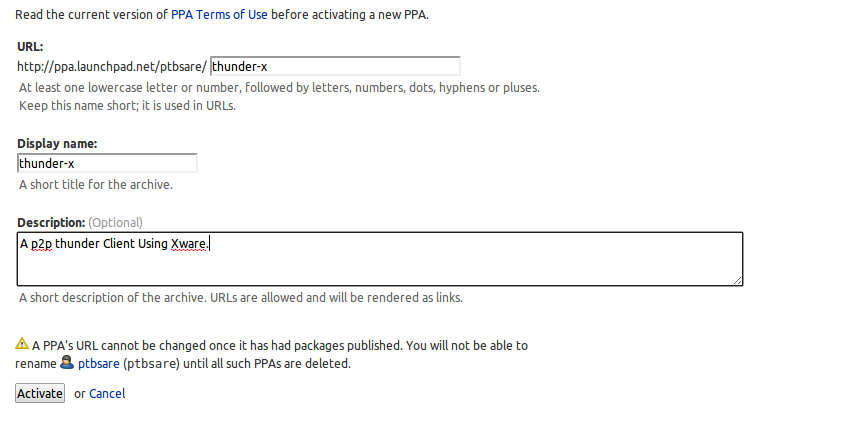 Read the current version of PPA Terms of Use before activating a new PPA.
URL:
http://ppa.launchpad.net/ptbsare/ thunder-x
At least one lowercase letter or number, followed by letters, numbers, dots, hyphens or pluses.
Keep this name short; it is used in URLs.
Display name:
thunder-x
A short title for the archive.
Description: (Optional)
A p2p thunder Client Using Xware.
A short description of the archive. URLs are allowed and will be rendered as links.
A PPA's URL cannot be changed once it has had packages published. You will not be able to
rename ptbsare (ptbsare) until all such PPAs are deleted.
Activate or Cancel